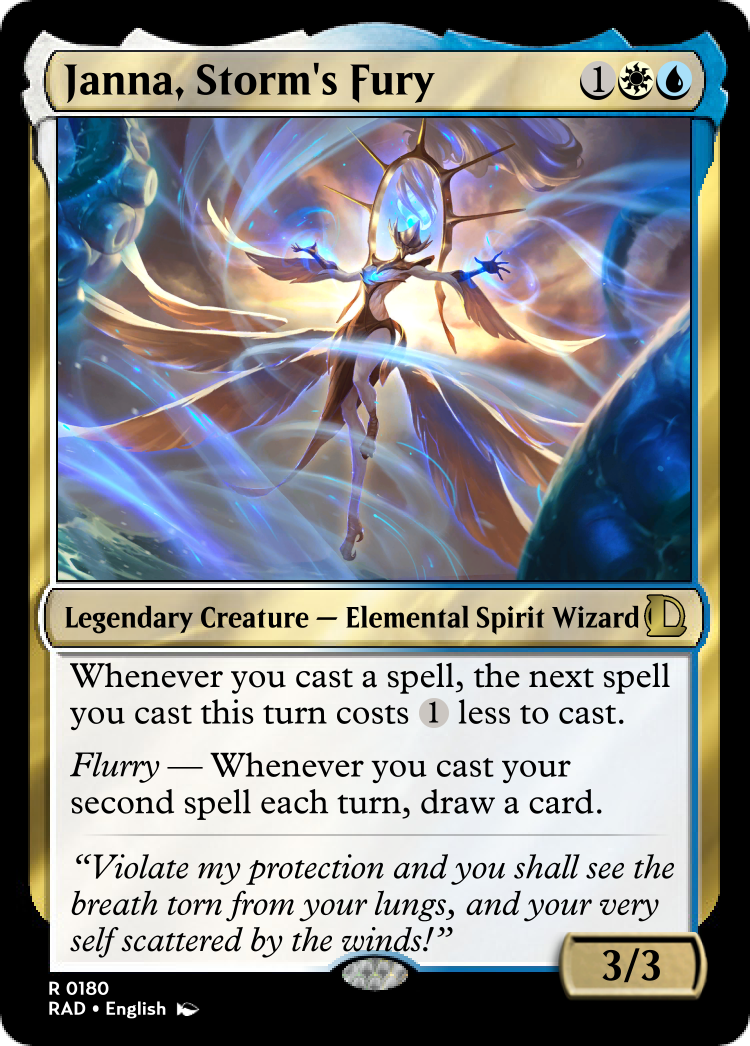 Janna, Storm's Fury 1
Legendary Creature — Elemental Spirit Wizard
Whenever you cast a spell, the next spell
you cast this turn costs 1 less to cast.
Flurry — Whenever you cast your
second spell each turn, draw a card.
“Violate my protection and you shall see the
breath torn from your lungs, and your very
self scattered by the winds!”
3/3
R 0180
RAD • English